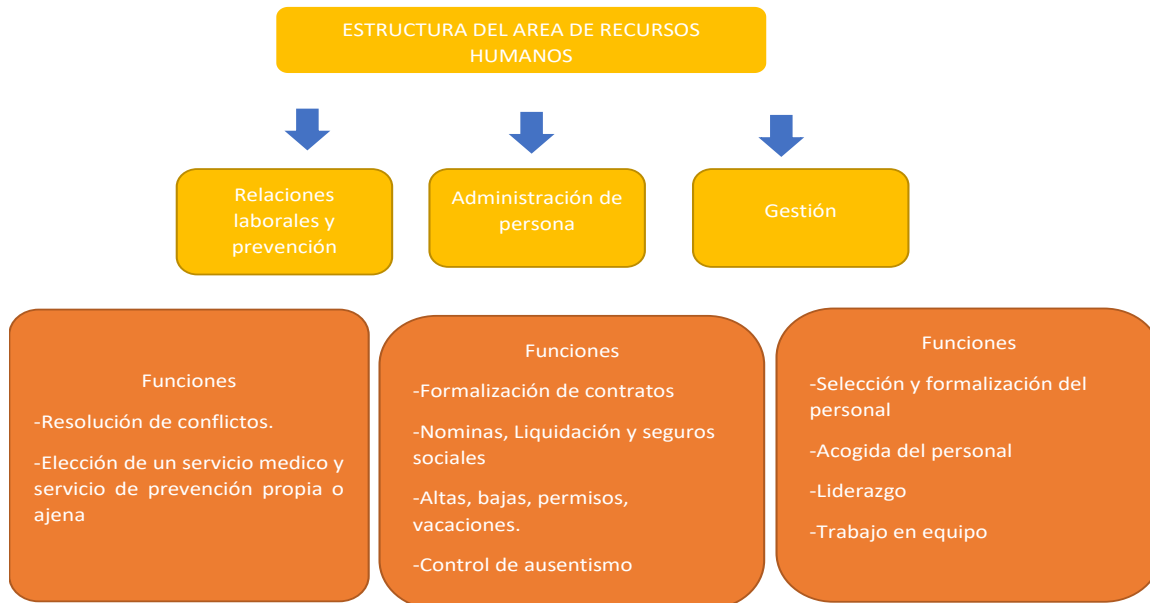 ESTRUCTURA DEL AREA DE RECURSOS
HUMANOS
Relaciones
laborales y
prevención
Administración de
persona
Gestión
Funciones
-Resolución de conflictos.
-Elección de un servicio medico y
servicio de prevención propia o
ajena
Funciones
-Formalización de contratos
-Nominas, Liquidación y seguros
sociales
-Altas, bajas, permisos,
vacaciones.
-Control de ausentismo
Funciones
-Selección y formalización del
personal
-Acogida del personal
-Liderazgo
-Trabajo en equipo